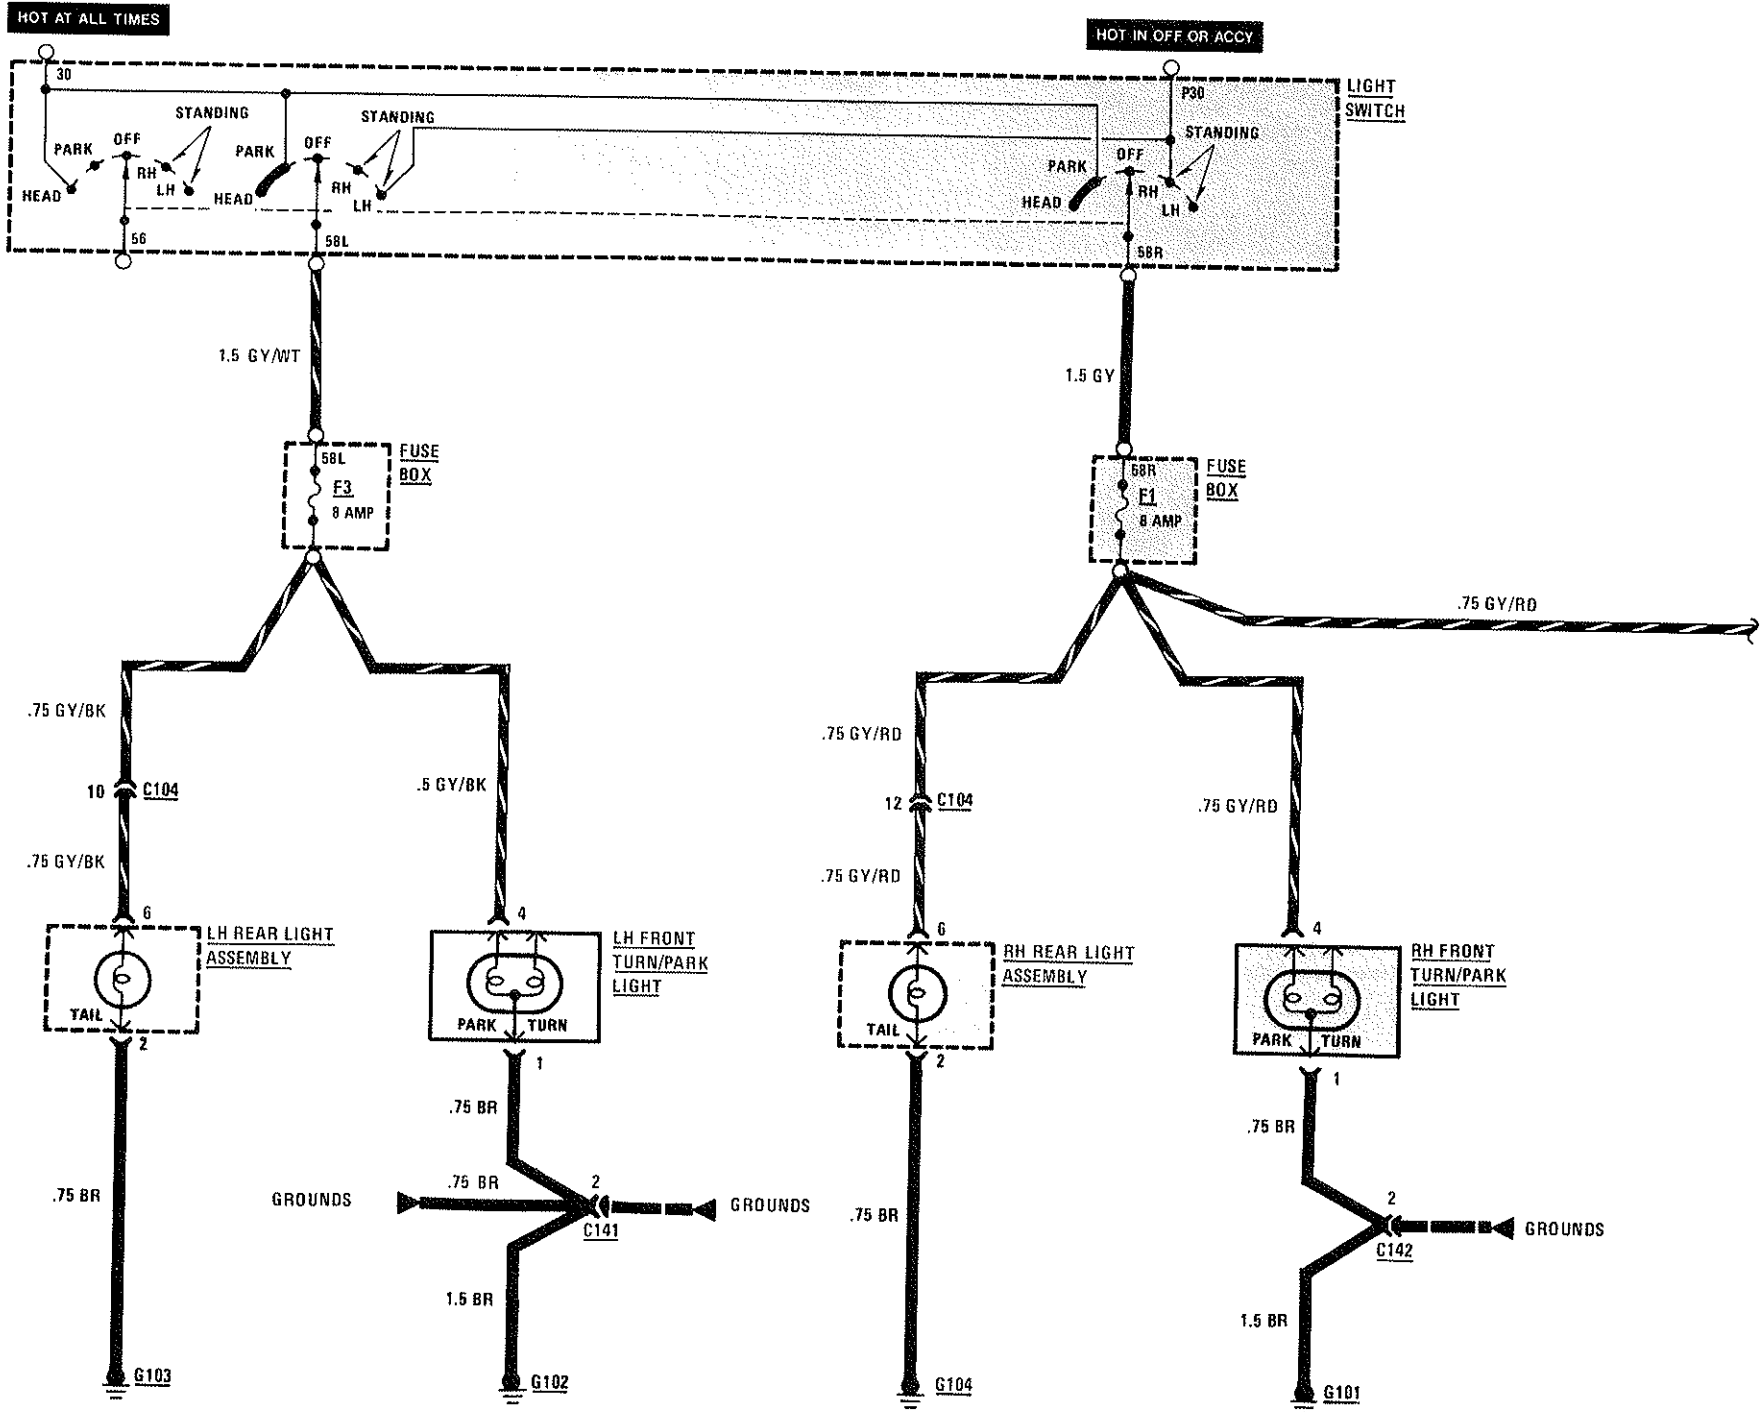 HOT AT ALL TIMES
HOT IN OFF OR ACCY
30
P30
LIGHT
SWITCH
STANDING
STANDING
STANDING
PARK
OFF
RH
LH
HEAD
PARK
OFF
RH
LH
HEAD
PARK
OFF
RH
LH
HEAD
56
58L
58R
1.5 GY/WT
1.5 GY
58L
F3
8 AMP
FUSE
BOX
58R
F1
8 AMP
FUSE
BOX
.75 GY/RD
.75 GY/BK
.5 GY/BK
.75 GY/RD
.75 GY/RD
10
C104
12
C104
.75 GY/BK
.75 GY/RD
6
LH REAR LIGHT
ASSEMBLY
TAIL
2
4
LH FRONT
TURN/PARK
LIGHT
PARK
TURN
1
6
RH REAR LIGHT
ASSEMBLY
TAIL
2
4
RH FRONT
TURN/PARK
LIGHT
PARK
TURN
1
.75 BR
.75 BR
.75 BR
GROUNDS
.75 BR
2
C141
GROUNDS
.75 BR
2
C142
GROUNDS
1.5 BR
1.5 BR
G103
G102
G104
G101